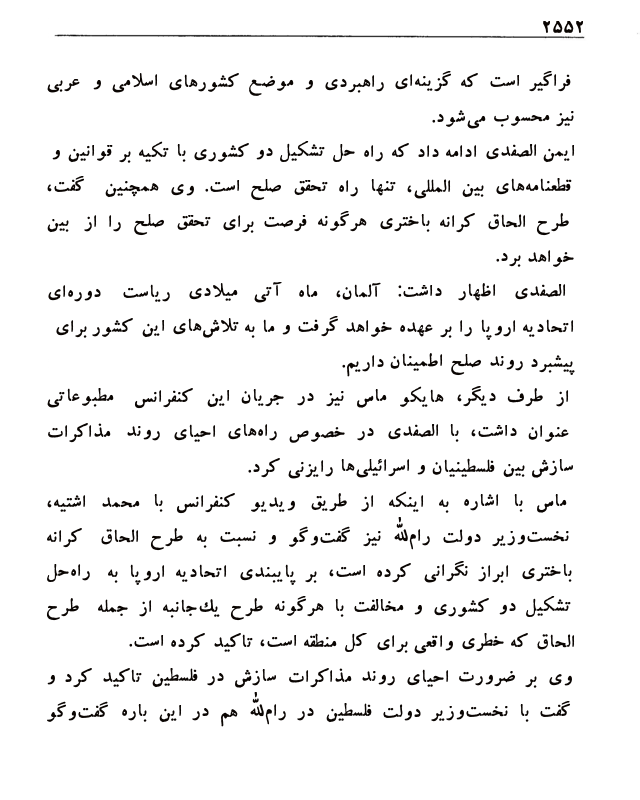 ۲۵۵۲
فراگیر است که گزینه‌ای راهبردی و موضع کشورهای اسلامی و عربی
نیز محسوب می‌شود.
ایمن الصفدی ادامه داد که راه حل تشکیل دو کشوری با تکیه بر قوانین و
قطعنامه‌های بین المللی، تنها راه تحقق صلح است. وی همچنین گفت،
طرح الحاق کرانه باختری هرگونه فرصت برای تحقق صلح را از بین
خواهد برد.
الصفدی اظهار داشت: آلمان، ماه آتی میلادی ریاست دوره‌ای
اتحادیه اروپا را بر عهده خواهد گرفت و ما به تلاش‌های این کشور برای
پیشبرد روند صلح اطمینان داریم.
از طرف دیگر، هایکو ماس نیز در جریان این کنفرانس مطبوعاتی
عنوان داشت، با الصفدی در خصوص راه‌های احیای روند مذاکرات
سازش بین فلسطینیان و اسرائیلی‌ها رایزنی کرد.
ماس با اشاره به اینکه از طریق ویدیو کنفرانس با محمد اشتیه،
نخست‌وزیر دولت رام‌الله نیز گفت‌وگو و نسبت به طرح الحاق کرانه
باختری ابراز نگرانی کرده است، بر پایبندی اتحادیه اروپا به راه‌حل
تشکیل دو کشوری و مخالفت با هرگونه طرح یك‌جانبه از جمله طرح
الحاق که خطری واقعی برای کل منطقه است، تاکید کرده است.
وی بر ضرورت احیای روند مذاکرات سازش در فلسطین تاکید کرد و
گفت با نخست‌وزیر دولت فلسطین در رام‌الله هم در این باره گفت‌وگو